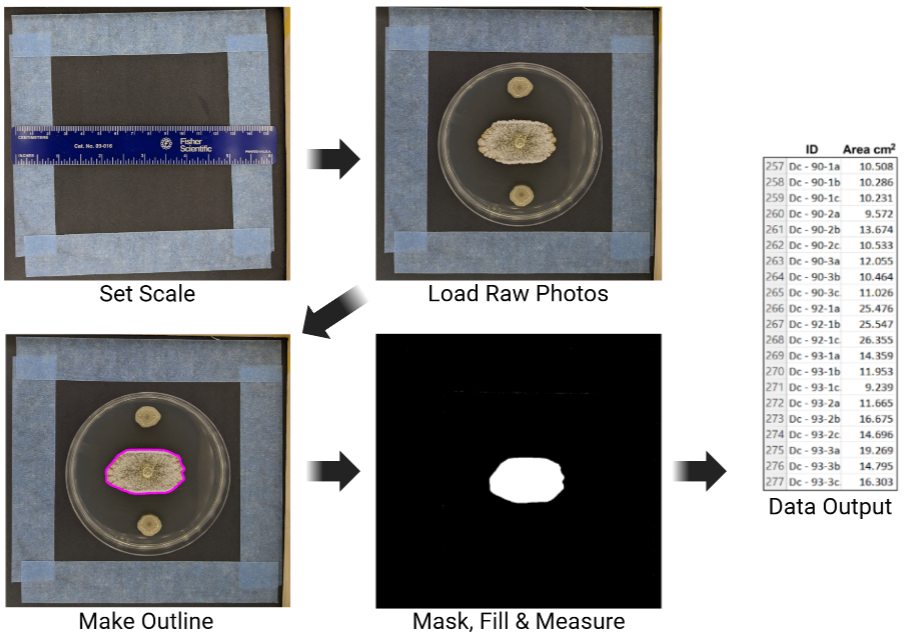 CENTIMETERS
Cat. No. 09-016
Fisher
Scientific
INCHES
Set Scale
Load Raw Photos
Make Outline
Mask, Fill & Measure
ID Area cm²
257 Dc - 90-1a 10.508
258 Dc - 90-1b 10.286
259 Dc - 90-1c. 10.231
260 Dc - 90-2a 9.572
261 Dc - 90-2b 13.674
262 Dc - 90-2c. 10.533
263 Dc - 90-3a 12.055
264 Dc - 90-3b 10.464
265 Dc - 90-3c. 11.026
266 Dc - 92-1a 25.476
267 Dc - 92-1b 25.547
268 Dc - 92-1c. 26.355
269 Dc - 93-1a 14.359
270 Dc - 93-1b 11.953
271 Dc - 93-1c. 9.239
272 Dc - 93-2a 11.665
273 Dc - 93-2b 16.675
274 Dc - 93-2c. 14.696
275 Dc - 93-3a 19.269
276 Dc - 93-3b 14.795
277 Dc - 93-3c. 16.303
Data Output